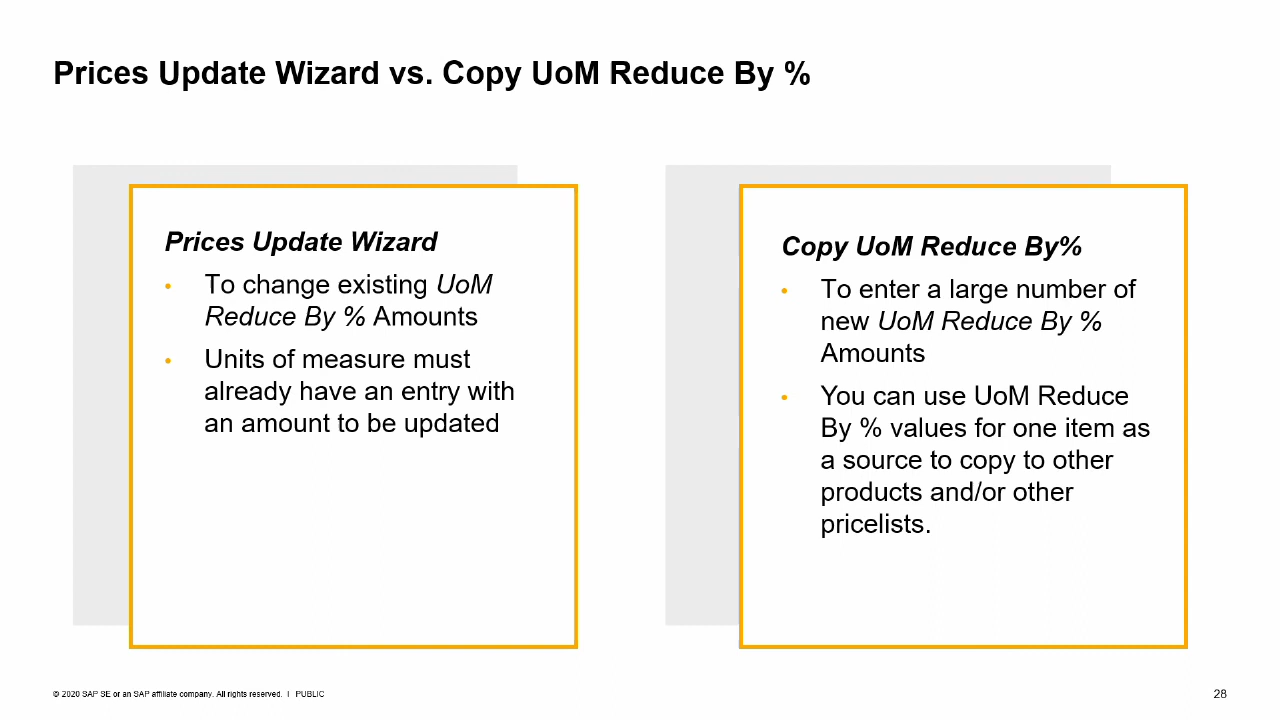 Prices Update Wizard vs. Copy UoM Reduce By %
Prices Update Wizard
• To change existing UoM
Reduce By % Amounts
• Units of measure must
already have an entry with
an amount to be updated
Copy UoM Reduce By%
• To enter a large number of
new UoM Reduce By %
Amounts
• You can use UoM Reduce
By % values for one item as
a source to copy to other
products and/or other
pricelists.
© 2020 SAP SE or an SAP affiliate company. All rights reserved. I PUBLIC
28